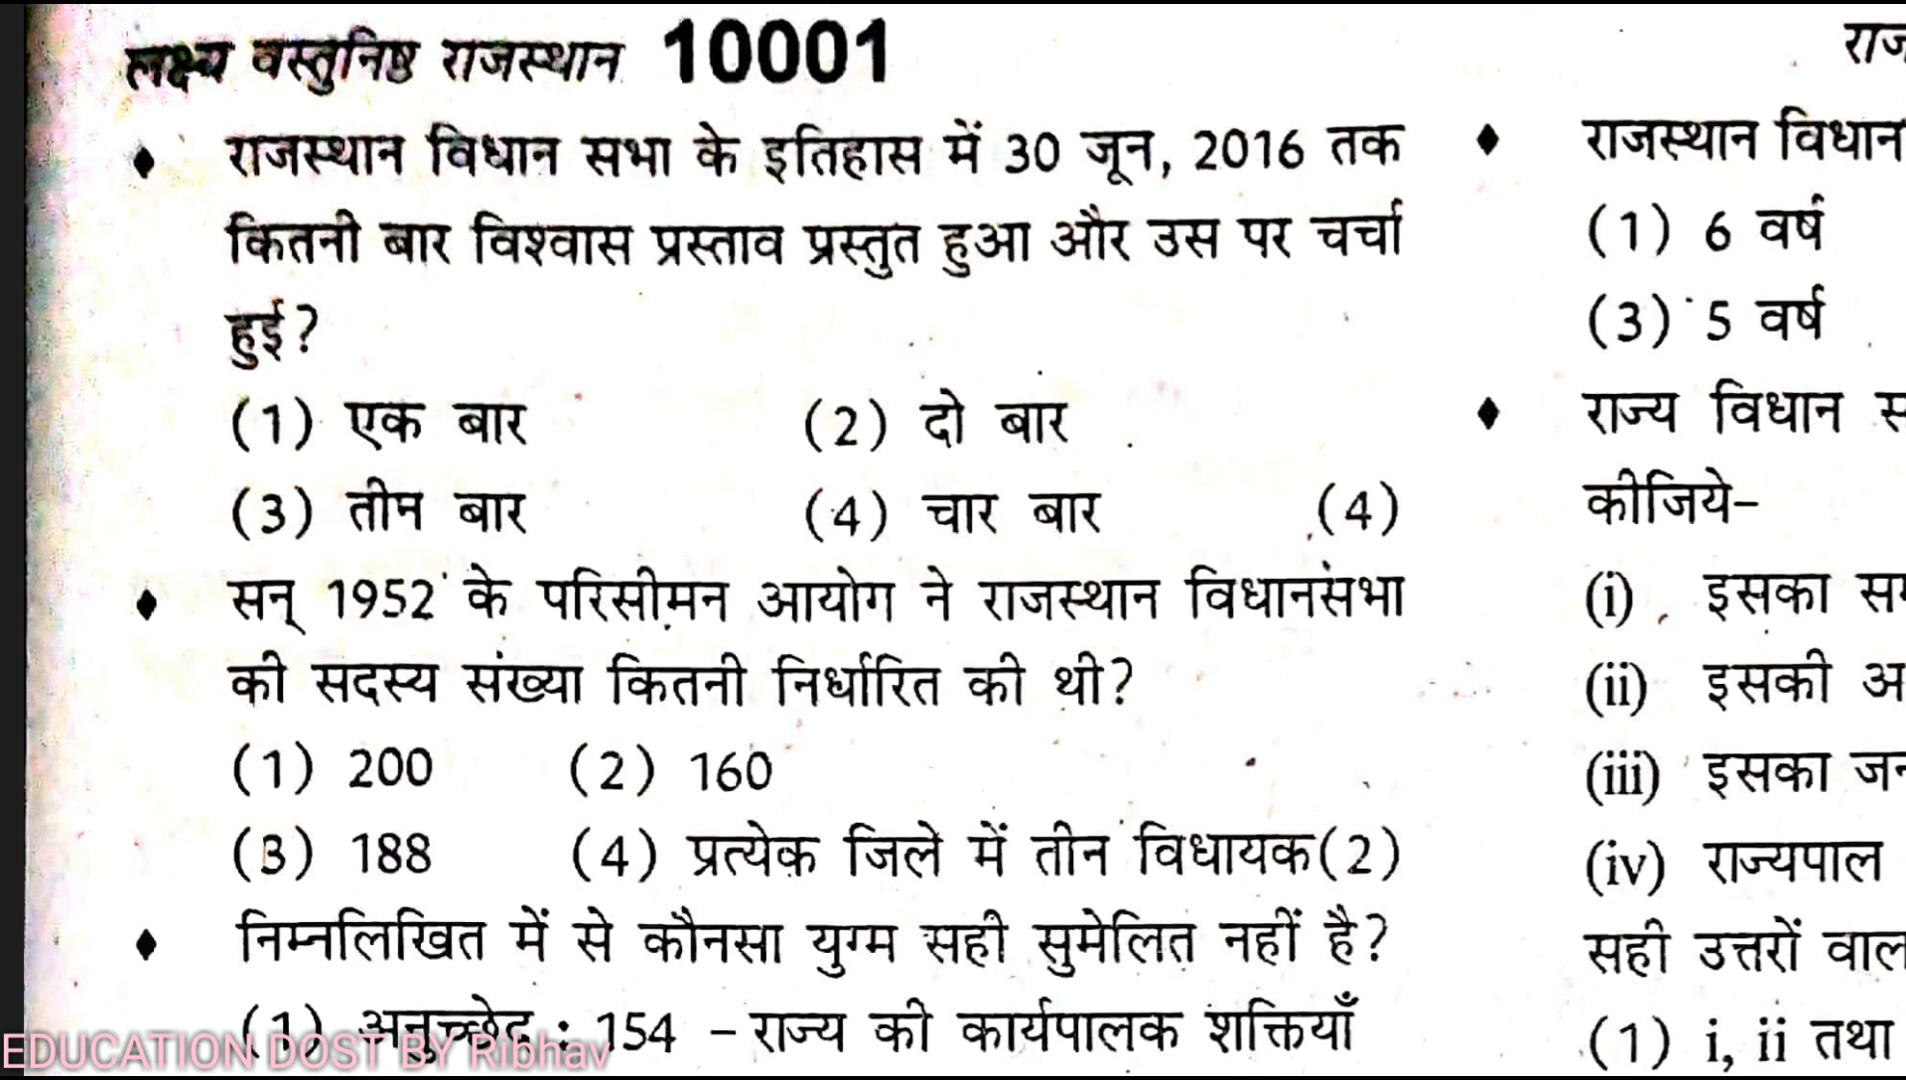 लक्ष्य वस्तुनिष्ठ राजस्थान 10001
♦ राजस्थान विधान सभा के इतिहास में 30 जून, 2016 तक
कितनी बार विश्वास प्रस्ताव प्रस्तुत हुआ और उस पर चर्चा
हुई?
(1) एक बार (2) दो बार
(3) तीन बार (4) चार बार (4)
♦ सन् 1952 के परिसीमन आयोग ने राजस्थान विधानसभा
की सदस्य संख्या कितनी निर्धारित की थी?
(1) 200 (2) 160
(3) 188 (4) प्रत्येक जिले में तीन विधायक(2)
♦ निम्नलिखित में से कौनसा युग्म सही सुमेलित नहीं है?
(1) अनुच्छेद : 154 – राज्य की कार्यपालक शक्तियाँ
♦ राजस्थान विधान
(1) 6 वर्ष
(3) 5 वर्ष
♦ राज्य विधान
कीजिये–
(i) इसका
(ii) इसकी
(iii) इसका
(iv) राज्यपाल
सही उत्तरों
(1) i, ii तथा
EDUCATION DOST BY Ribhav